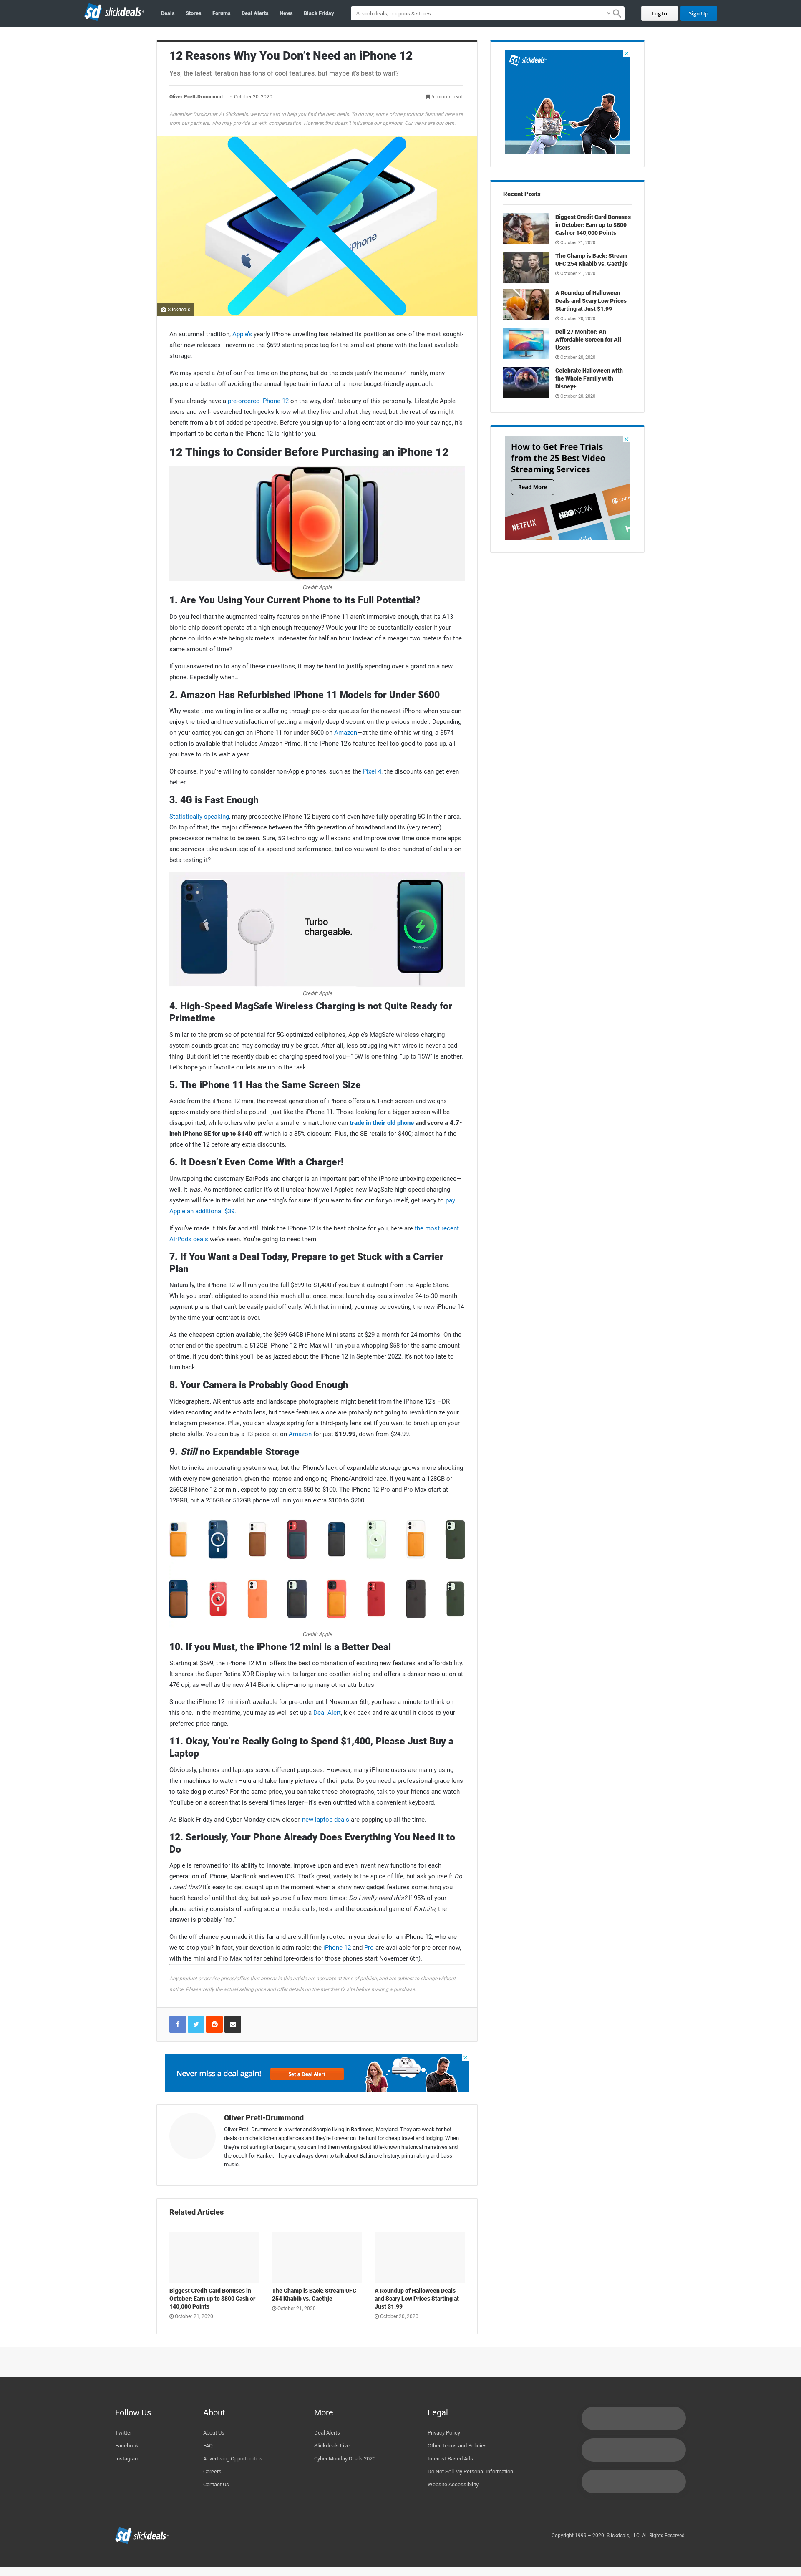 slickdeals
Deals Stores Forums Deal Alerts News Black Friday
Search deals, coupons & stores
Log In Sign Up
12 Reasons Why You Don't Need an iPhone 12
Yes, the latest iteration has tons of cool features, but maybe it's best to wait?
Oliver Pretl-Drummond - October 20, 2020
5 minute read
Advertiser Disclosure: At Slickdeals, we work hard to help you find the best deals. To do this, some of the products featured here are
from our partners, who may provide us with compensation. However, this doesn't influence our opinions. Our views are our own.
iPhone
Slickdeals
An autumnal tradition, Apple's yearly iPhone unveiling has retained its position as one of the most sought-
after new releases—nevermind the $699 starting price tag for the smallest phone with the least available
storage.
We may spend a lot of our free time on the phone, but do the ends justify the means? Frankly, many
people are better off avoiding the annual hype train in favor of a more budget-friendly approach.
If you already have a pre-ordered iPhone 12 on the way, don't take any of this personally. Lifestyle Apple
users and well-researched tech geeks know what they like and what they need, but the rest of us might
benefit from a bit of added perspective. Before you sign up for a long contract or dip into your savings, it's
important to be certain the iPhone 12 is right for you.
12 Things to Consider Before Purchasing an iPhone 12
Credit: Apple
1. Are You Using Your Current Phone to its Full Potential?
Do you feel that the augmented reality features on the iPhone 11 aren't immersive enough, that its A13
bionic chip doesn't operate at a high enough frequency? Would your life be substantially easier if your
phone could tolerate being six meters underwater for half an hour instead of a meager two meters for the
same amount of time?
If you answered no to any of these questions, it may be hard to justify spending over a grand on a new
phone. Especially when…
2. Amazon Has Refurbished iPhone 11 Models for Under $600
Why waste time waiting in line or suffering through pre-order queues for the newest iPhone when you can
enjoy the tried and true satisfaction of getting a majorly deep discount on the previous model. Depending
on your carrier, you can get an iPhone 11 for under $600 on Amazon—at the time of this writing, a $574
option is available that includes Amazon Prime. If the iPhone 12's features feel too good to pass up, all
you have to do is wait a year.
Of course, if you're willing to consider non-Apple phones, such as the Pixel 4, the discounts can get even
better.
3. 4G is Fast Enough
Statistically speaking, many prospective iPhone 12 buyers don't even have fully operating 5G in their area.
On top of that, the major difference between the fifth generation of broadband and its (very recent)
predecessor remains to be seen. Sure, 5G technology will expand and improve over time once more apps
and services take advantage of its speed and performance, but do you want to drop hundred of dollars on
beta testing it?
Turbo
chargeable.
Credit: Apple
4. High-Speed MagSafe Wireless Charging is not Quite Ready for
Primetime
Similar to the promise of potential for 5G-optimized cellphones, Apple's MagSafe wireless charging
system sounds great and may someday truly be great. After all, less struggling with wires is never a bad
thing. But don't let the recently doubled charging speed fool you—15W is one thing, "up to 15W" is another.
Let's hope your favorite outlets are up to the task.
5. The iPhone 11 Has the Same Screen Size
Aside from the iPhone 12 mini, the newest generation of iPhone offers a 6.1-inch screen and weighs
approximately one-third of a pound—just like the iPhone 11. Those looking for a bigger screen will be
disappointed, while others who prefer a smaller smartphone can trade in their old phone and score a 4.7-
inch iPhone SE for up to $140 off, which is a 35% discount. Plus, the SE retails for $400; almost half the
price of the 12 before any extra discounts.
6. It Doesn't Even Come With a Charger!
Unwrapping the customary EarPods and charger is an important part of the iPhone unboxing experience—
well, it was. As mentioned earlier, it's still unclear how well Apple's new MagSafe high-speed charging
system will fare in the wild, but one thing's for sure: if you want to find out for yourself, get ready to pay
Apple an additional $39.
If you've made it this far and still think the iPhone 12 is the best choice for you, here are the most recent
AirPods deals we've seen. You're going to need them.
7. If You Want a Deal Today, Prepare to get Stuck with a Carrier
Plan
Naturally, the iPhone 12 will run you the full $699 to $1,400 if you buy it outright from the Apple Store.
While you aren't obligated to spend this much all at once, most launch day deals involve 24-to-30 month
payment plans that can't be easily paid off early. With that in mind, you may be coveting the new iPhone 14
by the time your contract is over.
As the cheapest option available, the $699 64GB iPhone Mini starts at $29 a month for 24 months. On the
other end of the spectrum, a 512GB iPhone 12 Pro Max will run you a whopping $58 for the same amount
of time. If you don't think you'll be as jazzed about the iPhone 12 in September 2022, it's not too late to
turn back.
8. Your Camera is Probably Good Enough
Videographers, AR enthusiasts and landscape photographers might benefit from the iPhone 12's HDR
video recording and telephoto lens, but these features alone are probably not going to revolutionize your
Instagram presence. Plus, you can always spring for a third-party lens set if you want to brush up on your
photo skills. You can buy a 13 piece kit on Amazon for just $19.99, down from $24.99.
9. Still no Expandable Storage
Not to incite an operating systems war, but the iPhone's lack of expandable storage grows more shocking
with every new generation, given the intense and ongoing iPhone/Android race. If you want a 128GB or
256GB iPhone 12 or mini, expect to pay an extra $50 to $100. The iPhone 12 Pro and Pro Max start at
128GB, but a 256GB or 512GB phone will run you an extra $100 to $200.
Credit: Apple
10. If you Must, the iPhone 12 mini is a Better Deal
Starting at $699, the iPhone 12 Mini offers the best combination of exciting new features and affordability.
It shares the Super Retina XDR Display with its larger and costlier sibling and offers a denser resolution at
476 dpi, as well as the new A14 Bionic chip—among many other attributes.
Since the iPhone 12 mini isn't available for pre-order until November 6th, you have a minute to think
on this one. In the meantime, you may as well set up a Deal Alert, kick back and relax until it drops to your
preferred price range.
11. Okay, You're Really Going to Spend $1,400, Please Just Buy a
Laptop
Obviously, phones and laptops serve different purposes. However, many iPhone users are mainly using
their machines to watch Hulu and take funny pictures of their pets. Do you need a professional-grade lens
to take dog pictures? For the same price, you can take these photographs, talk to your friends and watch
YouTube on a screen that is several times larger—it's even outfitted with a convenient keyboard.
As Black Friday and Cyber Monday draw closer, new laptop deals are popping up all the time.
12. Seriously, Your Phone Already Does Everything You Need it to
Do
Apple is renowned for its ability to innovate, improve upon and even invent new functions for each
generation of iPhone, MacBook and even iOS. That's great, variety is the spice of life, but ask yourself: Do
I need this? It's easy to get caught up in the moment when a shiny new gadget features something you
hadn't heard of until that day, but ask yourself a few more times: Do I really need this? If 95% of your
phone activity consists of surfing social media, calls, texts and the occasional game of Fortnite, the
answer is probably "no."
On the off chance you made it this far and are still firmly rooted in your desire for an iPhone 12, who are
we to stop you? In fact, your devotion is admirable: the iPhone 12 and Pro are available for pre-order now,
with the mini and Pro Max not far behind (pre-orders for those phones start November 6th).
Any product or service prices/offers that appear in this article are accurate at time of publish, and are subject to change without
notice. Please verify the actual selling price and offer details on the merchant's site before making a purchase.
Never miss a deal again! Set a Deal Alert
Oliver Pretl-Drummond
Oliver Pretl-Drummond is a writer and Scorpio living in Baltimore, Maryland. They are weak for hot
deals on niche kitchen appliances and they're forever on the hunt for cheap travel and lodging. When
they're not surfing for bargains, you can find them writing about little-known historical narratives and
the occult for Ranker. They are always down to talk about Baltimore history, printmaking and bass
music.
Related Articles
Biggest Credit Card Bonuses in
October: Earn up to $800 Cash or
140,000 Points
October 21, 2020
The Champ is Back: Stream UFC
254 Khabib vs. Gaethje
October 21, 2020
A Roundup of Halloween Deals
and Scary Low Prices Starting at
Just $1.99
October 20, 2020
slickdeals
Recent Posts
Biggest Credit Card Bonuses
in October: Earn up to $800
Cash or 140,000 Points
October 21, 2020
The Champ is Back: Stream
UFC 254 Khabib vs. Gaethje
October 21, 2020
A Roundup of Halloween
Deals and Scary Low Prices
Starting at Just $1.99
October 20, 2020
Dell 27 Monitor: An
Affordable Screen for All
Users
October 20, 2020
Celebrate Halloween with
the Whole Family with
Disney+
October 20, 2020
How to Get Free Trials
from the 25 Best Video
Streaming Services
Read More
NETFLIX
HBO NOW
Follow Us
Twitter
Facebook
Instagram
About
About Us
FAQ
Advertising Opportunities
Careers
Contact Us
More
Deal Alerts
Slickdeals Live
Cyber Monday Deals 2020
Legal
Privacy Policy
Other Terms and Policies
Interest-Based Ads
Do Not Sell My Personal Information
Website Accessibility
slickdeals
Copyright 1999 – 2020. Slickdeals, LLC. All Rights Reserved.